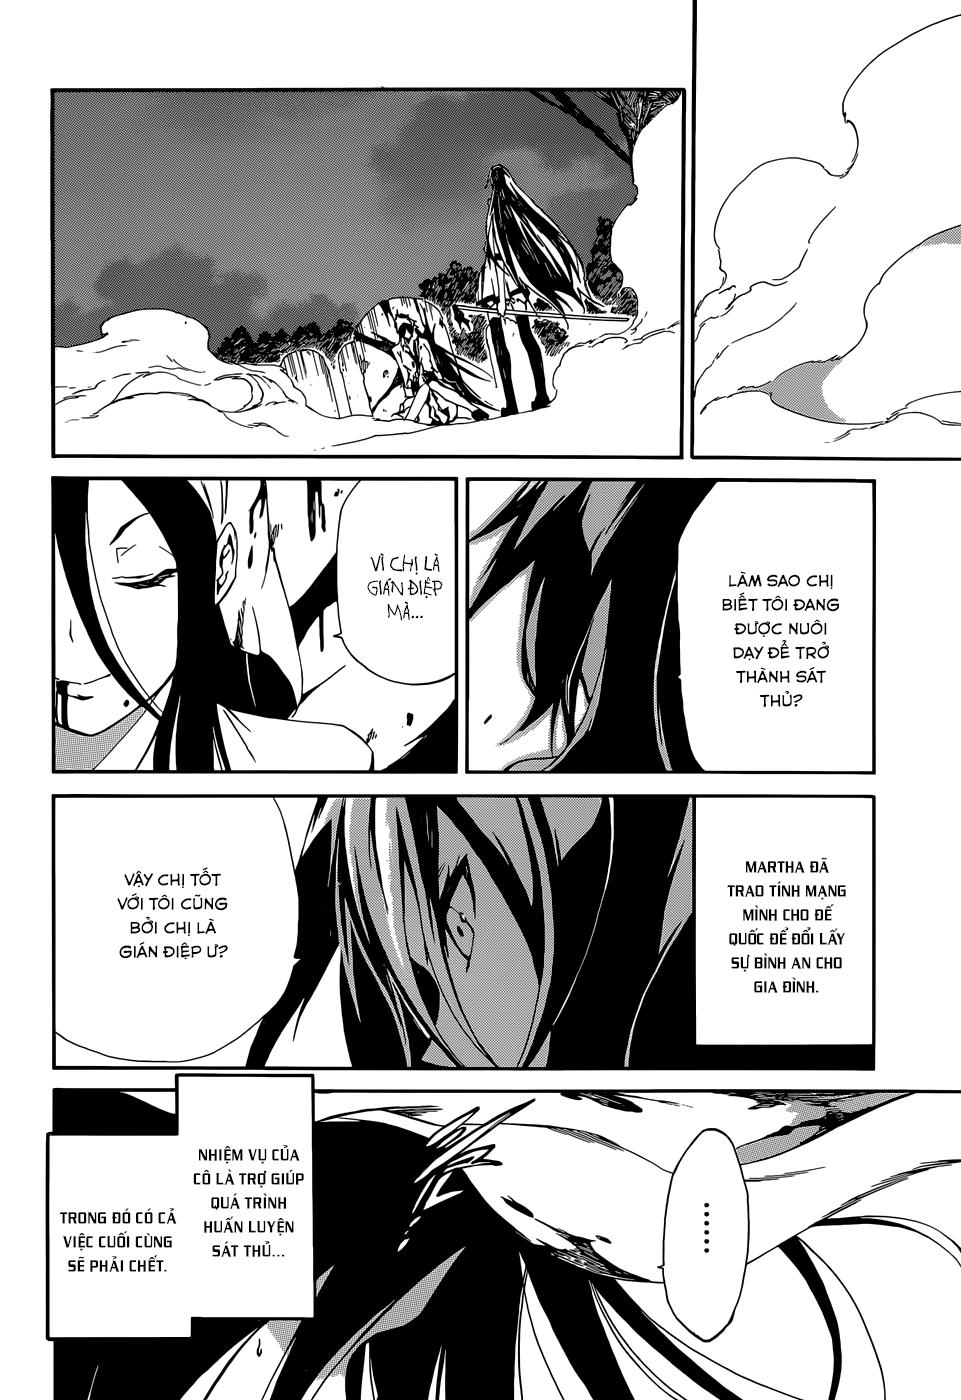 LÀM SAO CHỊ
BIẾT TÔI ĐANG
ĐƯỢC NUÔI
DẠY ĐỂ TRỞ
THÀNH SÁT
THỦ?
VÌ CHỊ LÀ
GIÁN ĐIỆP
MÀ...
MARTHA ĐÃ
TRAO TÍNH MẠNG
MÌNH CHO ĐẾ
QUỐC ĐỂ ĐỔI LẤY
SỰ BÌNH AN CHO
GIA ĐÌNH.
VẬY CHỊ TỐT
VỚI TÔI CŨNG
BỞI CHỊ LÀ
GIÁN ĐIỆP Ư?
......
NHIỆM VỤ CỦA
CÔ LÀ TRỢ GIÚP
QUÁ TRÌNH
HUẤN LUYỆN
SÁT THỦ...
TRONG ĐÓ CÓ CẢ
VIỆC CUỐI CÙNG
SẼ PHẢI CHẾT.